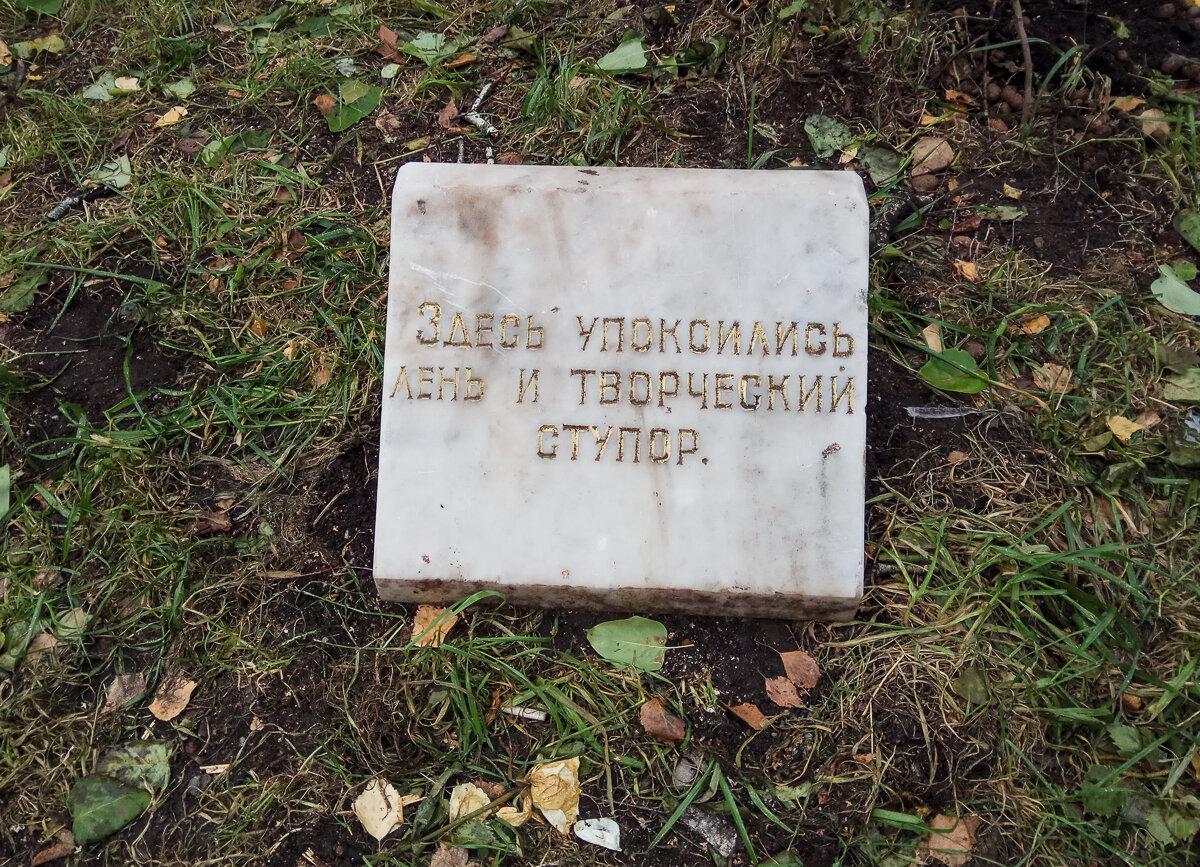 Здесь упокоились
лень и творческий
ступор.